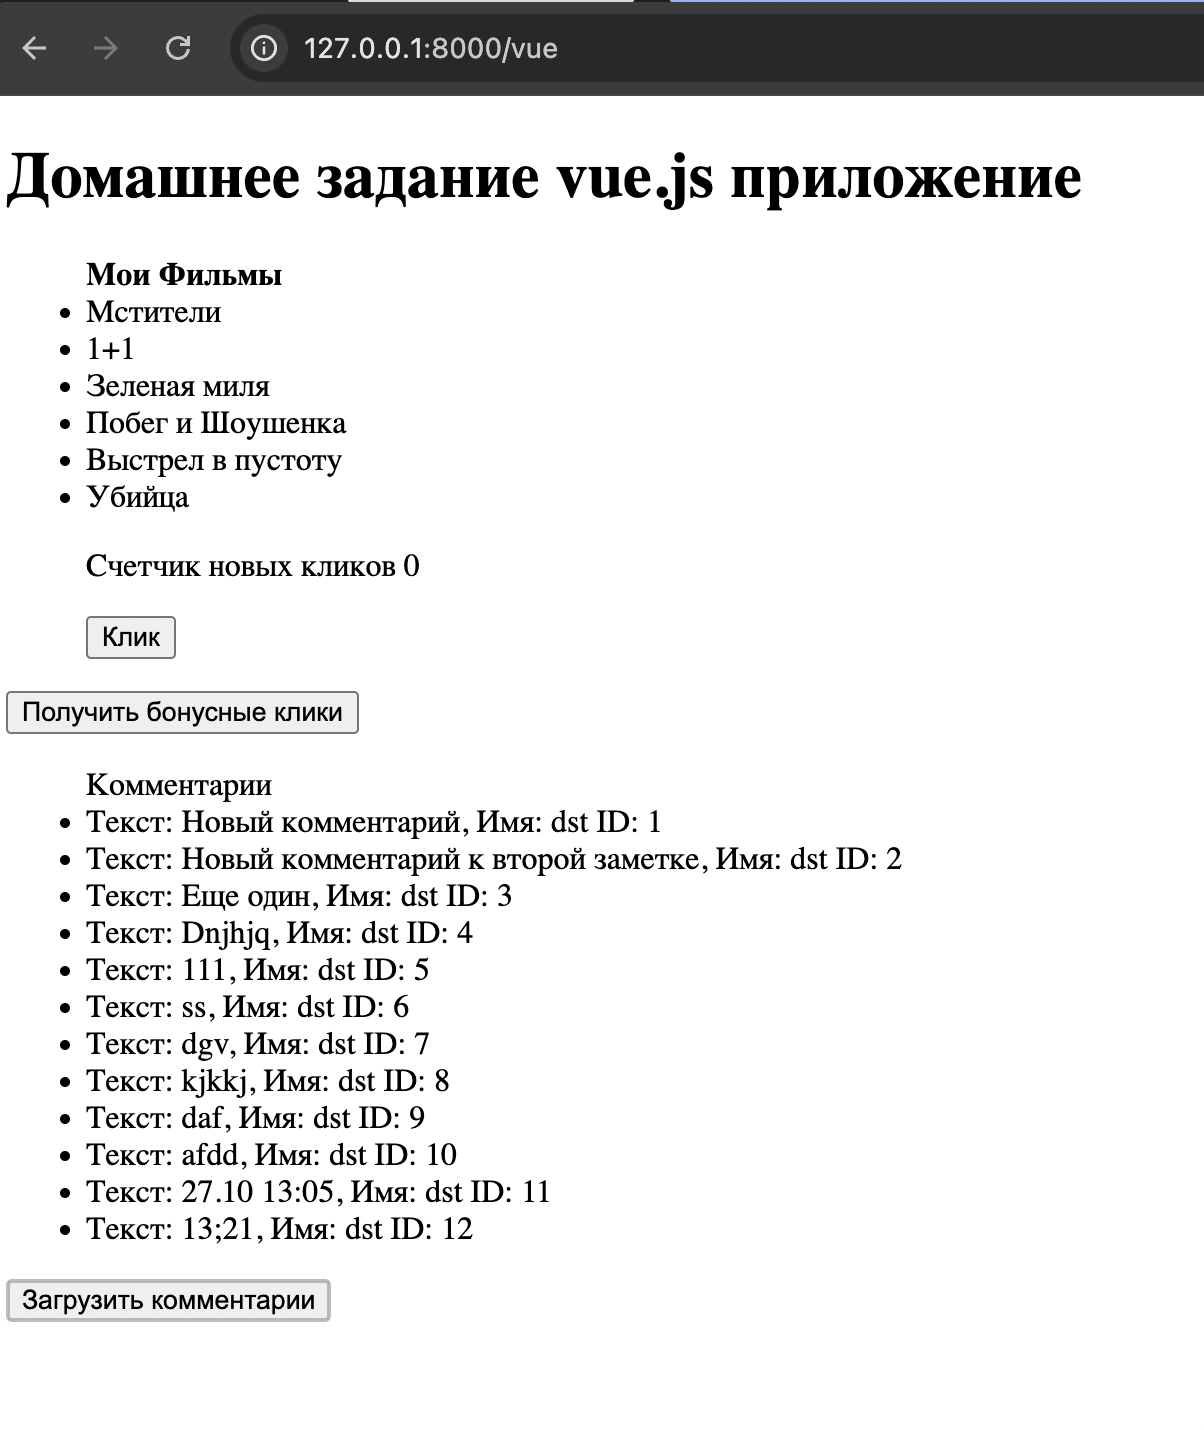 127.0.0.1:8000/vue
Домашнее задание vue.js приложение
Мои Фильмы
Мстители
1+1
Зеленая миля
Побег и Шоушенка
Выстрел в пустоту
Убийца
Счетчик новых кликов 0
Клик
Получить бонусные клики
Комментарии
Текст: Новый комментарий, Имя: dst ID: 1
Текст: Новый комментарий к второй заметке, Имя: dst ID: 2
Текст: Еще один, Имя: dst ID: 3
Текст: Dnjhjq, Имя: dst ID: 4
Текст: 111, Имя: dst ID: 5
Текст: ss, Имя: dst ID: 6
Текст: dgv, Имя: dst ID: 7
Текст: kjkkj, Имя: dst ID: 8
Текст: daf, Имя: dst ID: 9
Текст: afdd, Имя: dst ID: 10
Текст: 27.10 13:05, Имя: dst ID: 11
Текст: 13;21, Имя: dst ID: 12
Загрузить комментарии